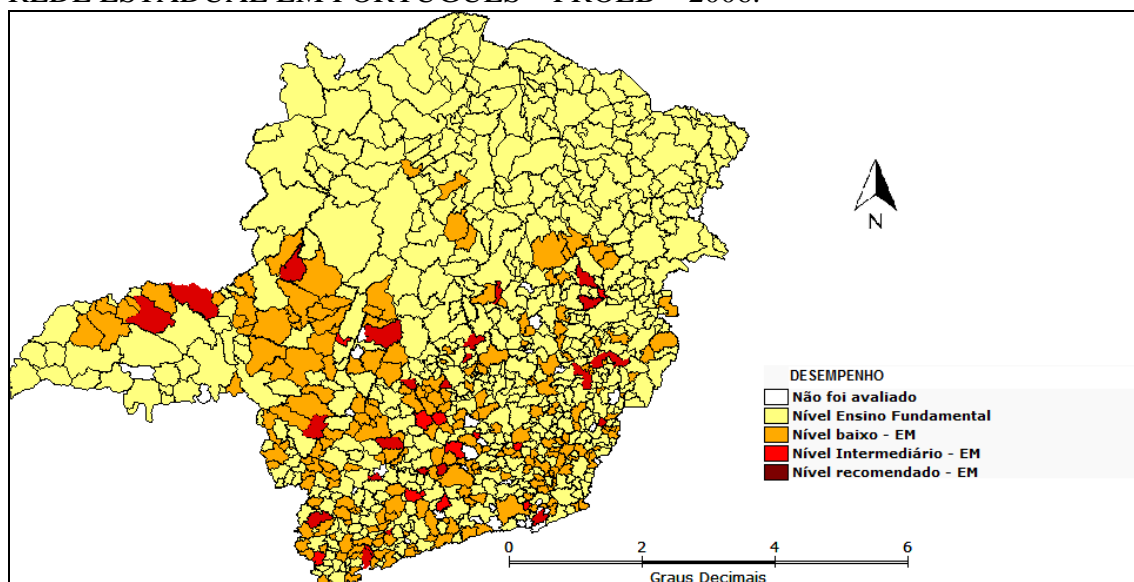 REDE ESTADUAL EM PORTUGUÊS – PROEB – 2006.
N
DESEMPENHO
Não foi avaliado
Nível Ensino Fundamental
Nível baixo - EM
Nível Intermediário - EM
Nível recomendado - EM
0 2 4 6
Graus Decimais